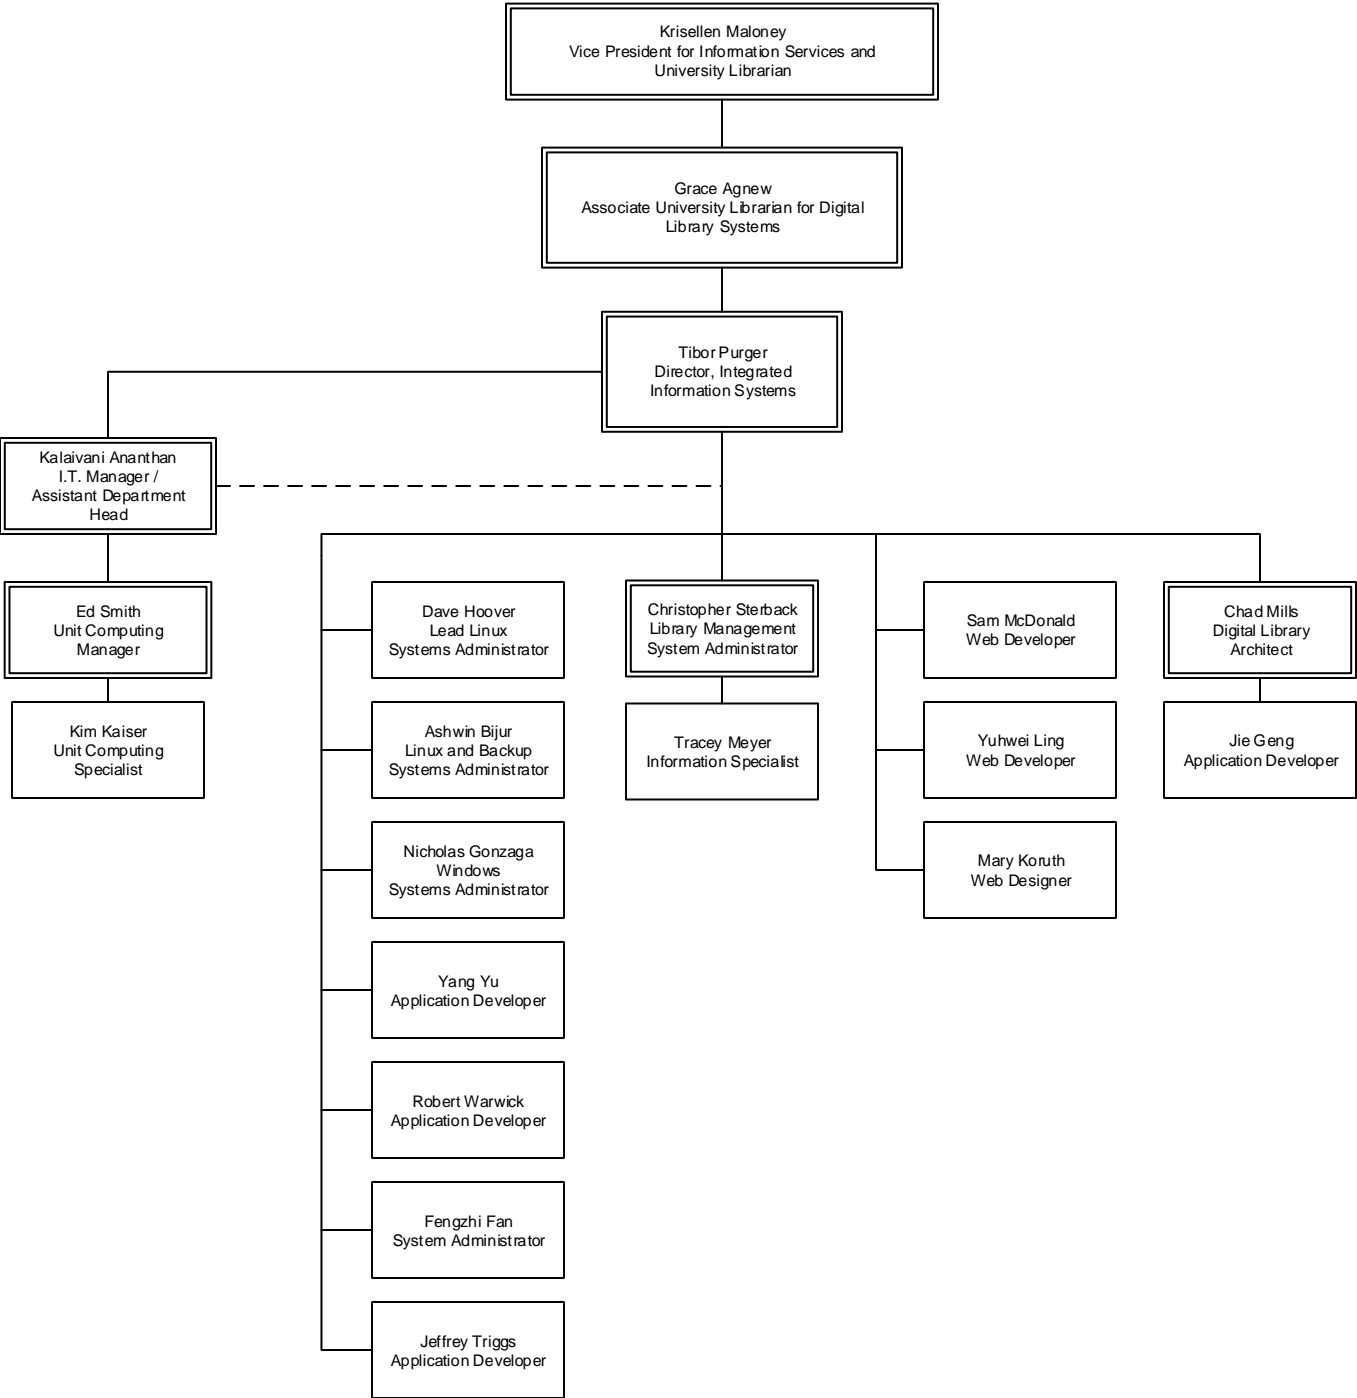 Krisellen Maloney
Vice President for Information Services and
University Librarian
Grace Agnew
Associate University Librarian for Digital
Library Systems
Tibor Purger
Director, Integrated
Information Systems
Kalaivani Ananthan
I.T. Manager /
Assistant Department
Head
Ed Smith
Unit Computing
Manager
Kim Kaiser
Unit Computing
Specialist
Dave Hoover
Lead Linux
Systems Administrator
Ashwin Bijur
Linux and Backup
Systems Administrator
Nicholas Gonzaga
Windows
Systems Administrator
Yang Yu
Application Developer
Robert Warwick
Application Developer
Fengzhi Fan
System Administrator
Jeffrey Triggs
Application Developer
Christopher Sterback
Library Management
System Administrator
Tracey Meyer
Information Specialist
Sam McDonald
Web Developer
Yuhwei Ling
Web Developer
Mary Koruth
Web Designer
Chad Mills
Digital Library
Architect
Jie Geng
Application Developer